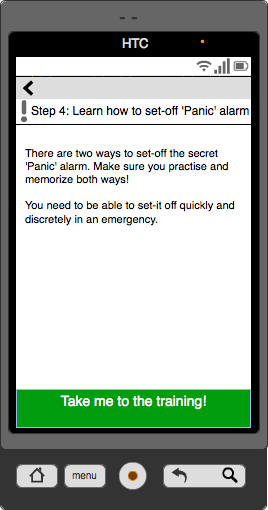 HTC
Step 4: Learn how to set-off 'Panic' alarm
There are two ways to set-off the secret
'Panic' alarm. Make sure you practise and
memorize both ways!
You need to be able to set-it off quickly and
discretely in an emergency.
Take me to the training!
menu